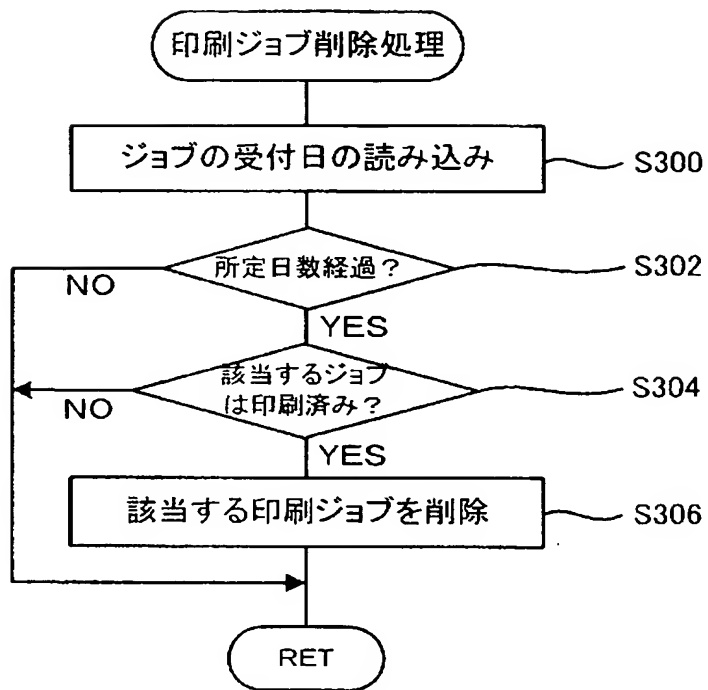 印刷ジョブ削除処理
ジョブの受付日の読み込み
S300
所定日数経過？
S302
NO
YES
該当するジョブ
は印刷済み？
S304
NO
YES
該当する印刷ジョブを削除
S306
RET